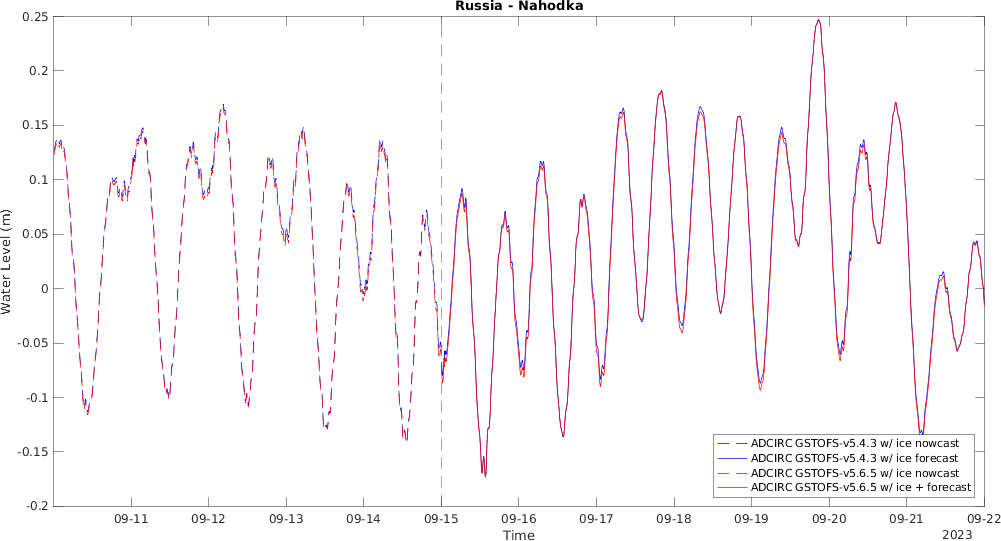 Russia - Nahodka
0.25
0.2
0.15
0.1
0.05
0
-0.05
-0.1
-0.15
-0.2
Water Level (m)
09-11 09-12 09-13 09-14 09-15 09-16 09-17 09-18 09-19 09-20 09-21 09-22
Time
2023
ADCIRC GSTOFS-v5.4.3 w/ ice nowcast
ADCIRC GSTOFS-v5.4.3 w/ ice forecast
ADCIRC GSTOFS-v5.6.5 w/ ice nowcast
ADCIRC GSTOFS-v5.6.5 w/ ice + forecast